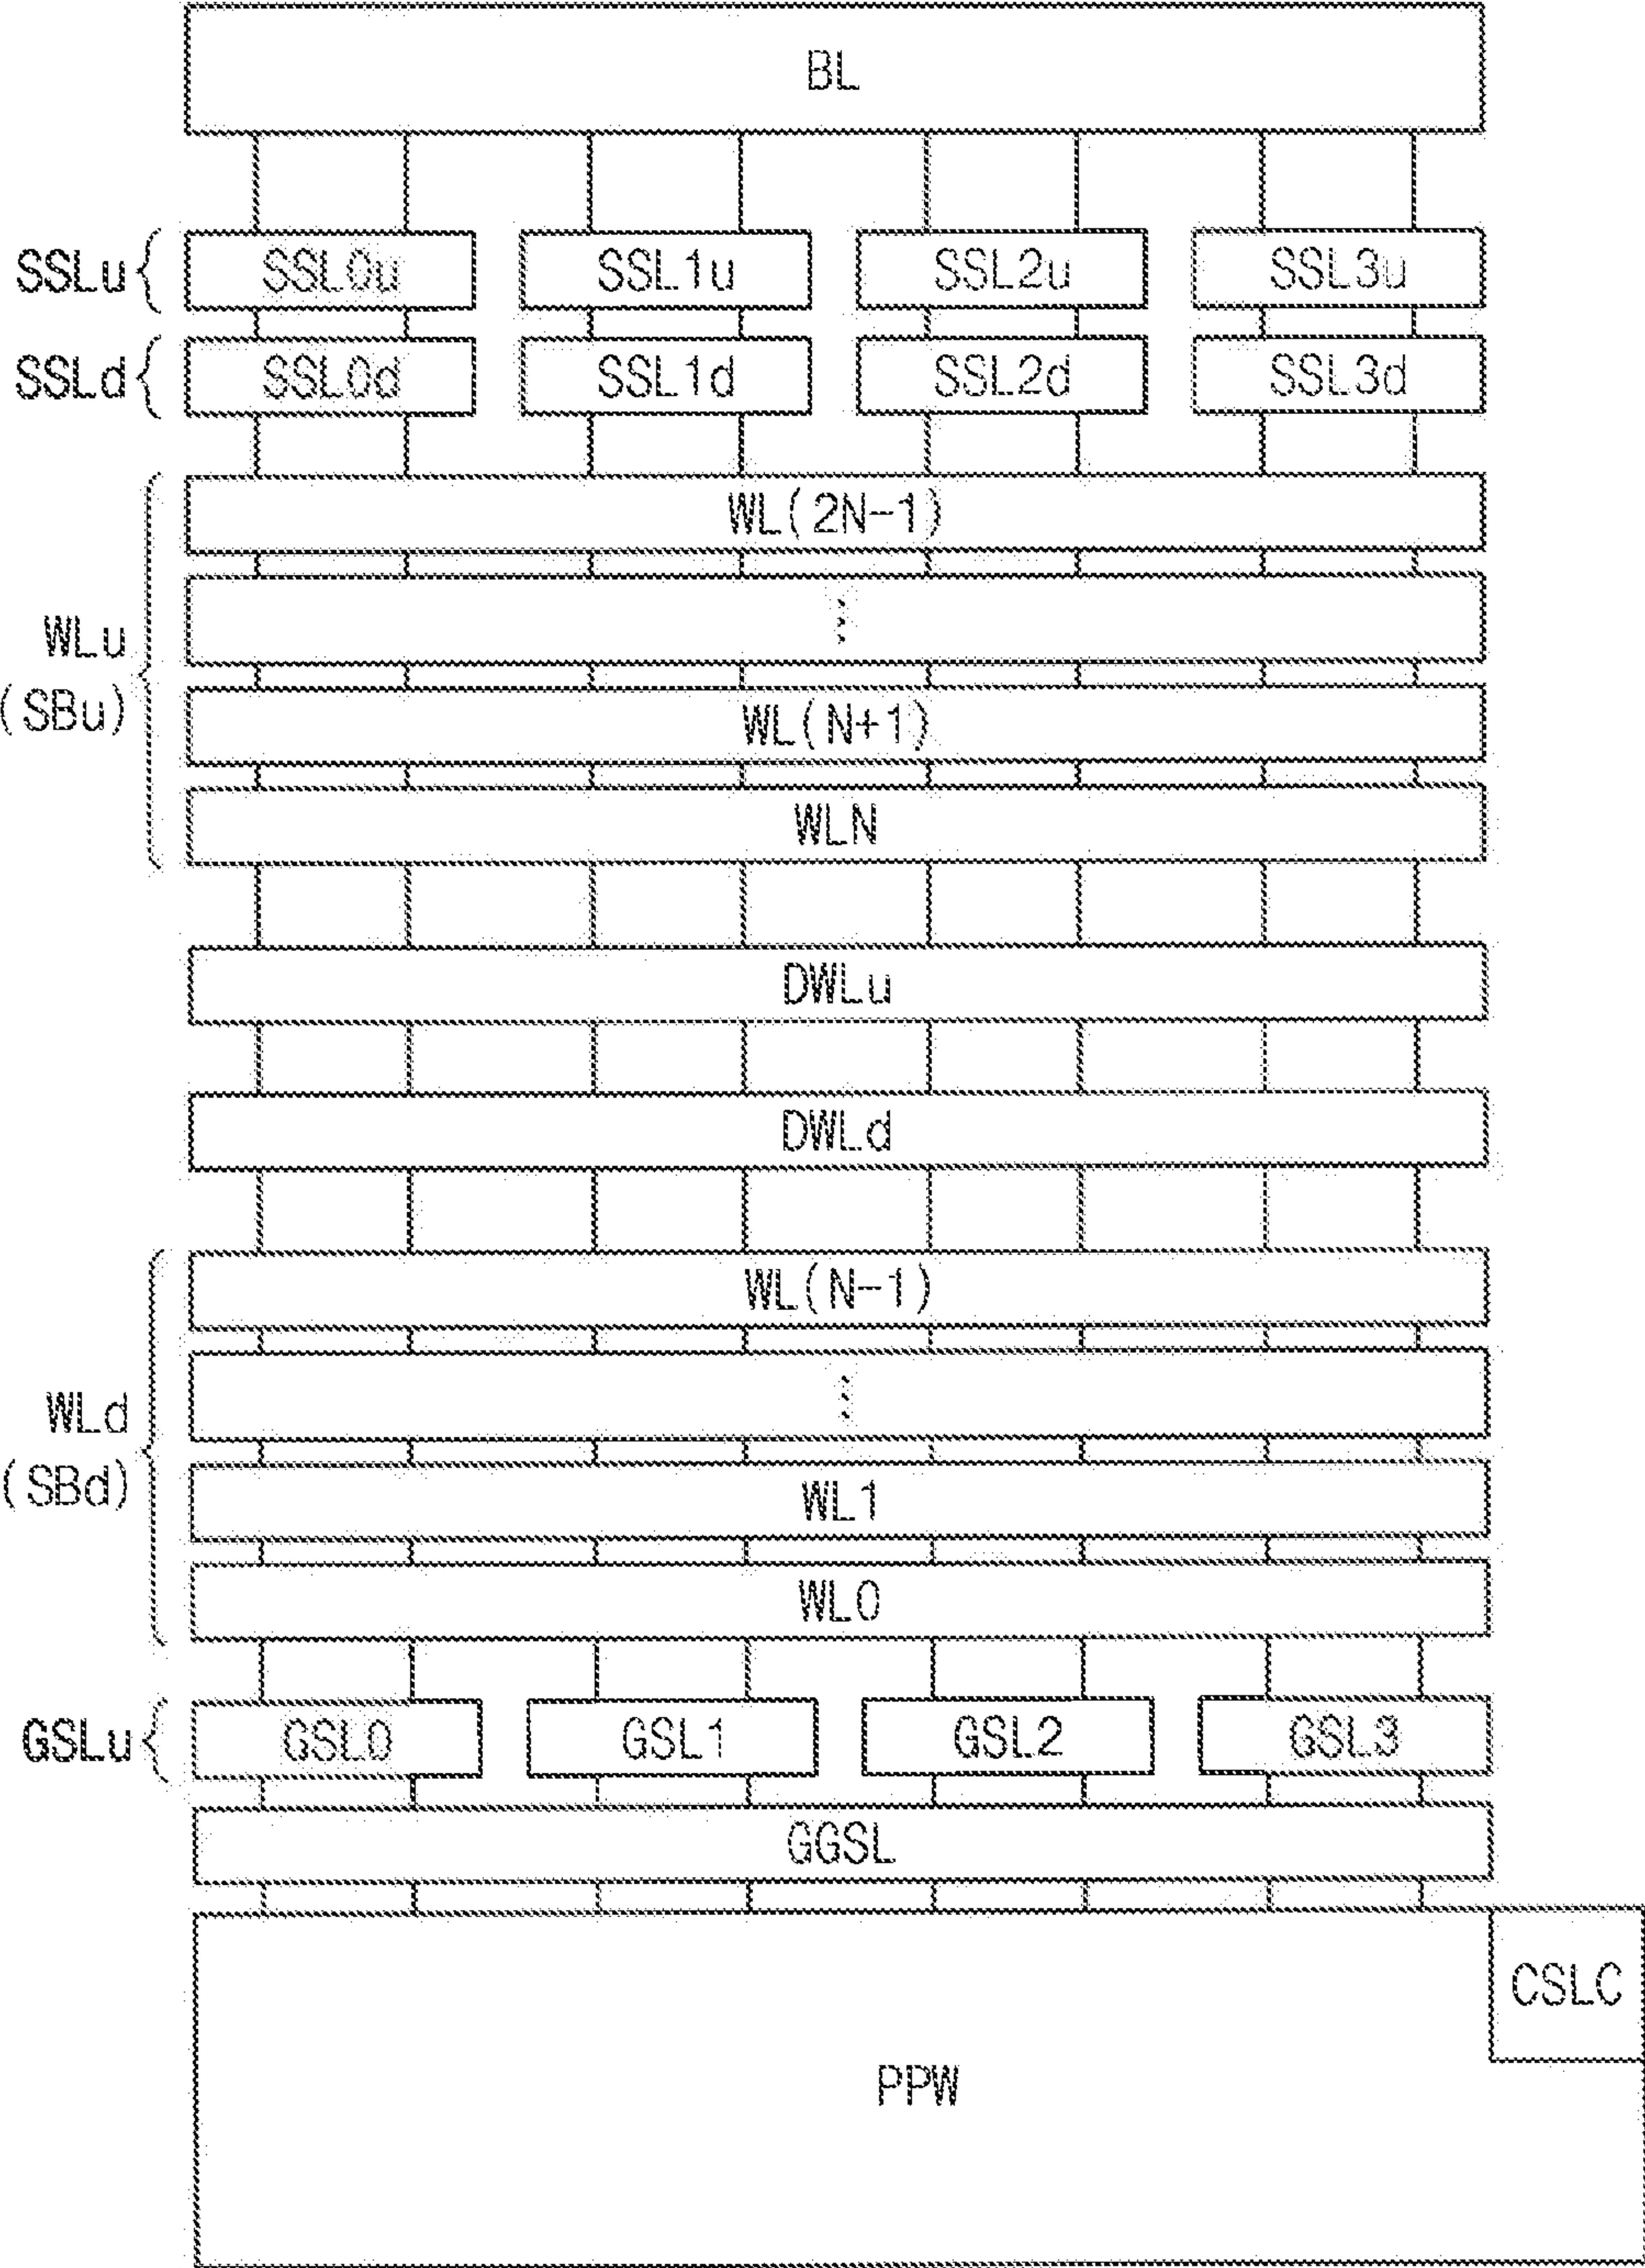 BL
SSLu SSL0u SSL1u SSL2u SSL3u
SSLd SSL0d SSL1d SSL2d SSL3d
WL(2N-1)
⋮
WLu
(SBu)
WL(N+1)
WLN
DWLu
DWLd
WL(N-1)
⋮
WLd
(SBd)
WL1
WL0
GSLu GSL0 GSL1 GSL2 GSL3
GGSL
CSLC
PPW